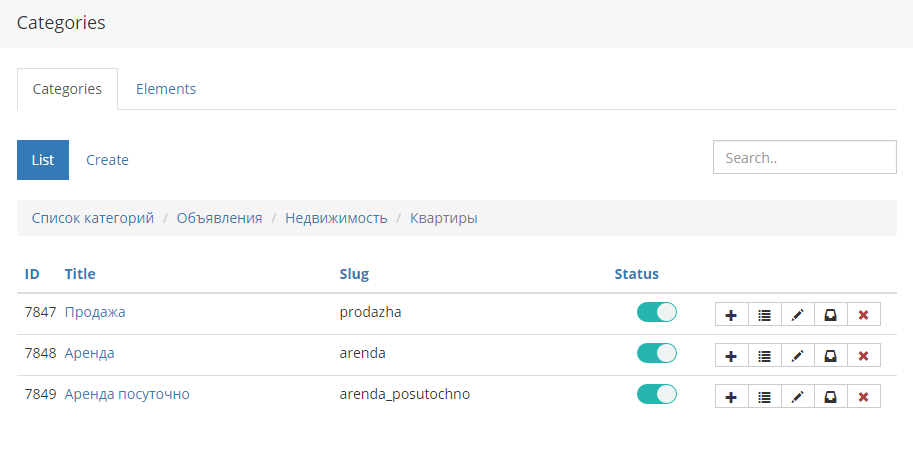 Categories
Categories Elements
List Create Search..
Список категорий / Объявления / Недвижимость / Квартиры
ID Title Slug Status
7847 Продажа prodazha
7848 Аренда arenda
7849 Аренда посуточно arenda_posutochno